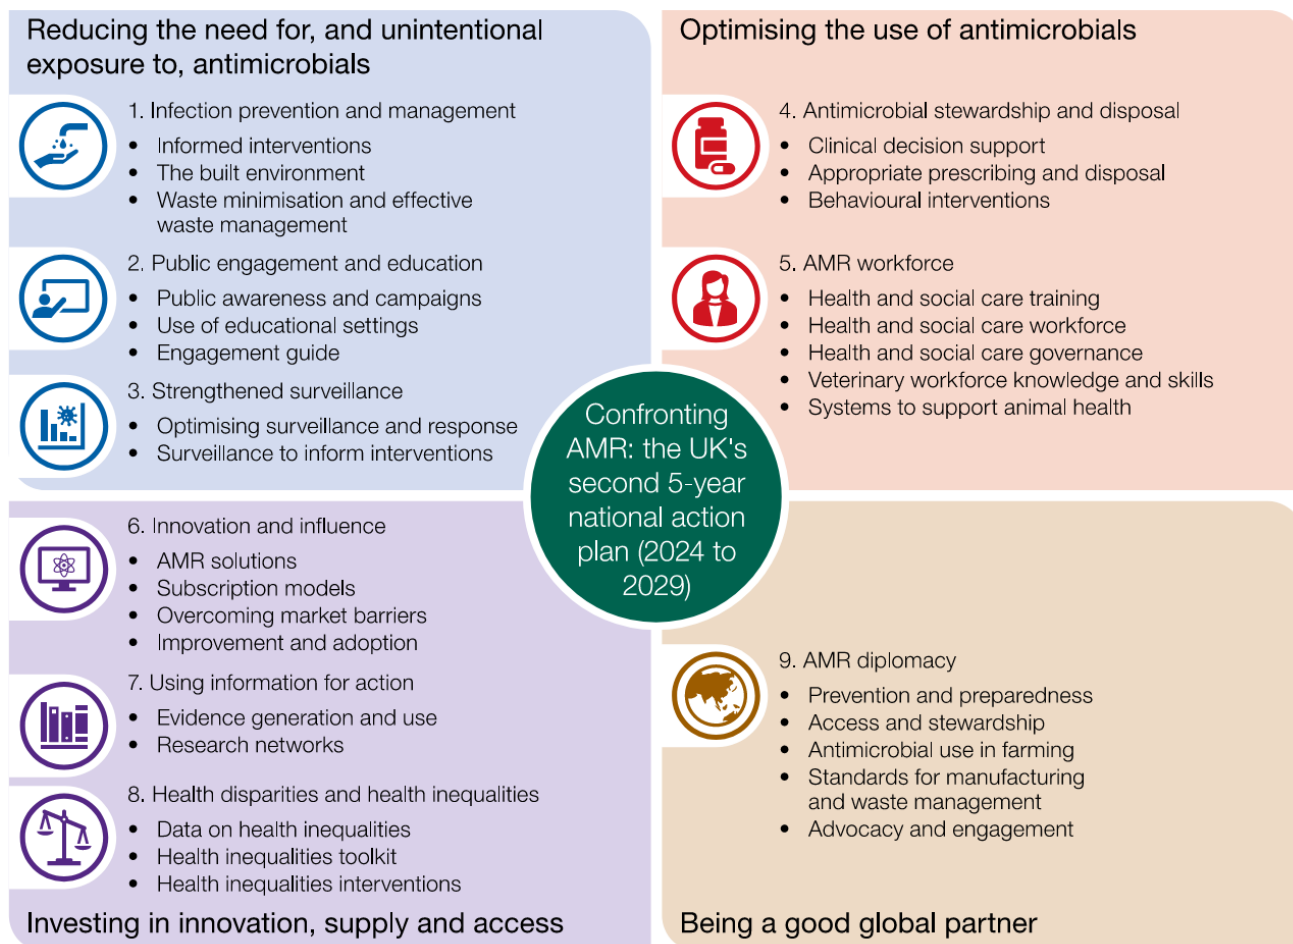 Reducing the need for, and unintentional
exposure to, antimicrobials
1. Infection prevention and management
• Informed interventions
• The built environment
• Waste minimisation and effective
waste management
2. Public engagement and education
• Public awareness and campaigns
• Use of educational settings
• Engagement guide
3. Strengthened surveillance
• Optimising surveillance and response
• Surveillance to inform interventions
Optimising the use of antimicrobials
4. Antimicrobial stewardship and disposal
• Clinical decision support
• Appropriate prescribing and disposal
• Behavioural interventions
5. AMR workforce
• Health and social care training
• Health and social care workforce
• Health and social care governance
• Veterinary workforce knowledge and skills
• Systems to support animal health
Confronting
AMR: the UK's
second 5-year
national action
plan (2024 to
2029)
6. Innovation and influence
• AMR solutions
• Subscription models
• Overcoming market barriers
• Improvement and adoption
7. Using information for action
• Evidence generation and use
• Research networks
8. Health disparities and health inequalities
• Data on health inequalities
• Health inequalities toolkit
• Health inequalities interventions
Investing in innovation, supply and access
9. AMR diplomacy
• Prevention and preparedness
• Access and stewardship
• Antimicrobial use in farming
• Standards for manufacturing
and waste management
• Advocacy and engagement
Being a good global partner